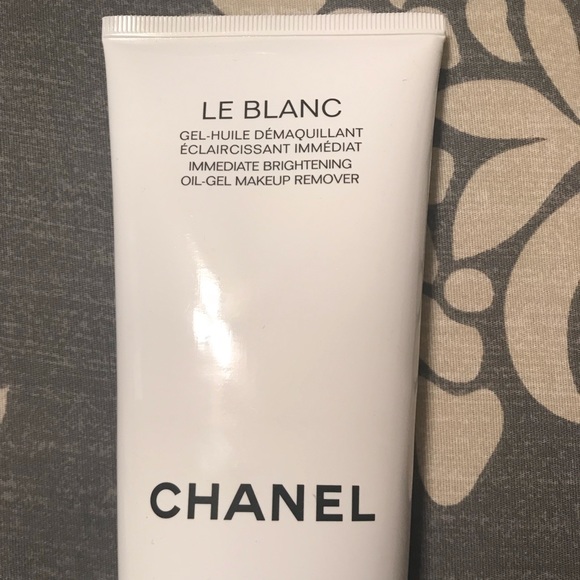 LE BLANC
GEL-HUILE DÉMAQUILLANT
ÉCLAIRCISSANT IMMÉDIAT
IMMEDIATE BRIGHTENING
OIL-GEL MAKEUP REMOVER
CHANEL